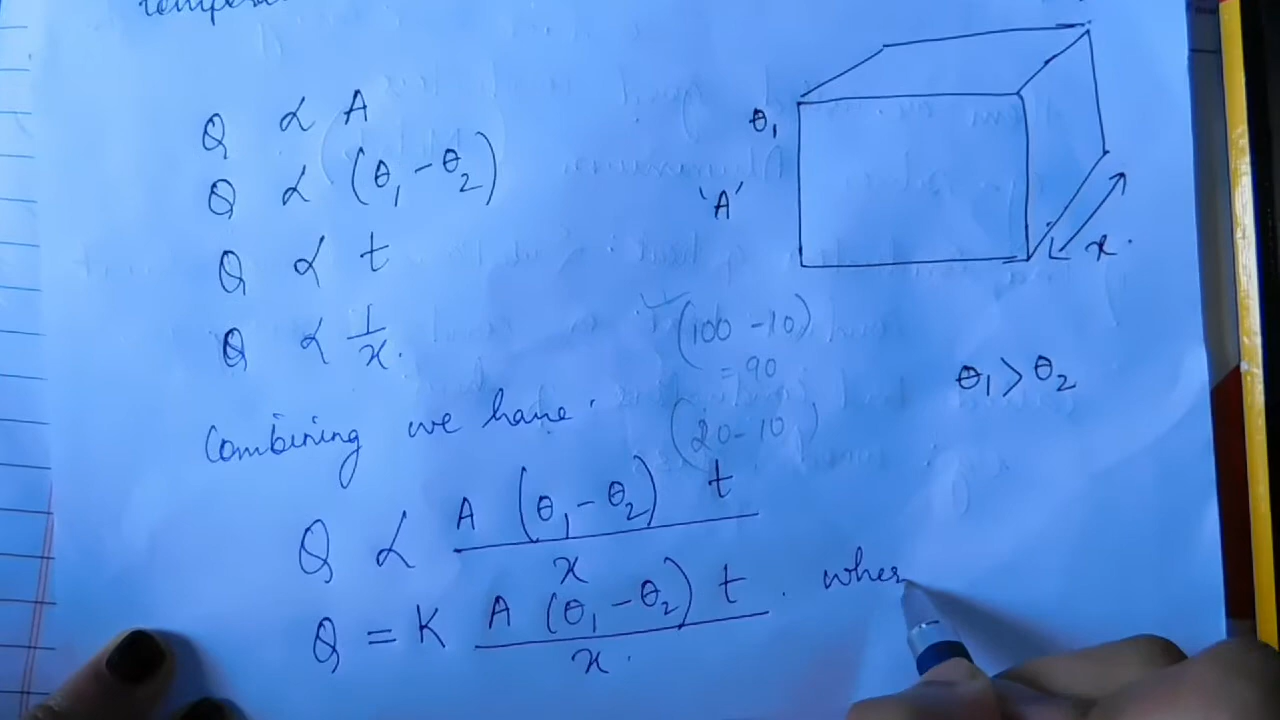 Q α A
Q α (θ₁ - θ₂)
Q α t
Q α 1/x.
θ₁
'A'
x.
(100 - 10)
= 90
θ₁ > θ₂
(20 - 10)
Combining we have.
Q α A (θ₁ - θ₂) t / x
Q = K A (θ₁ - θ₂) t / x. wher